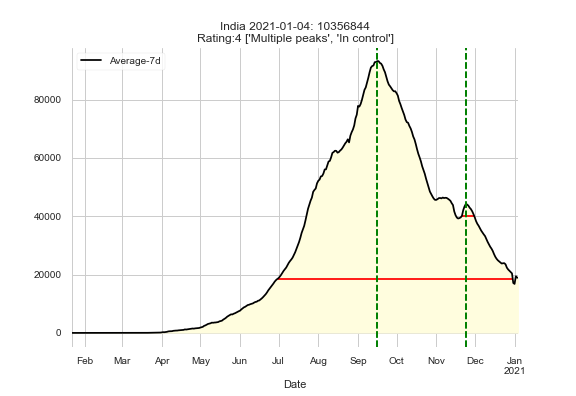 India 2021-01-04: 10356844
Rating:4 ['Multiple peaks', 'In control']
Average-7d
80000
60000
40000
20000
0
Feb Mar Apr May Jun Jul Aug Sep Oct Nov Dec Jan
2021
Date